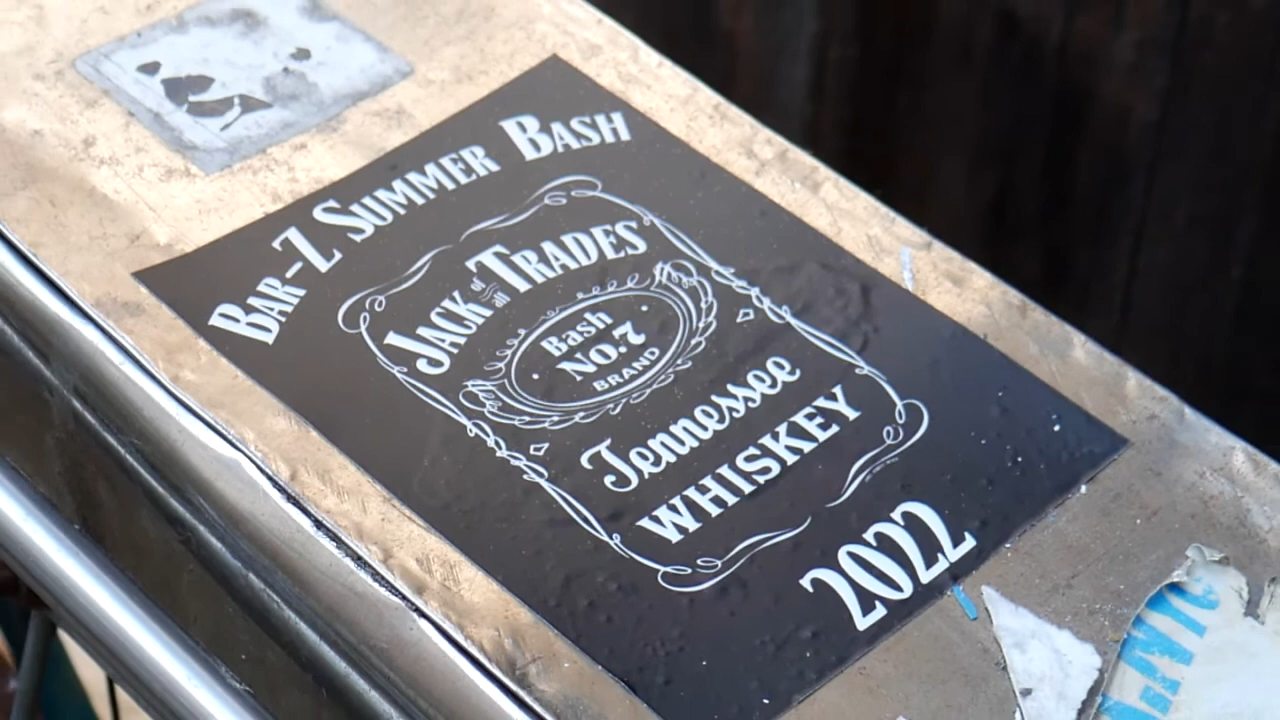 BAR-Z SUMMER BASH
JACK of all TRADES
Bash
NO.7
BRAND
Tennessee
WHISKEY
2022